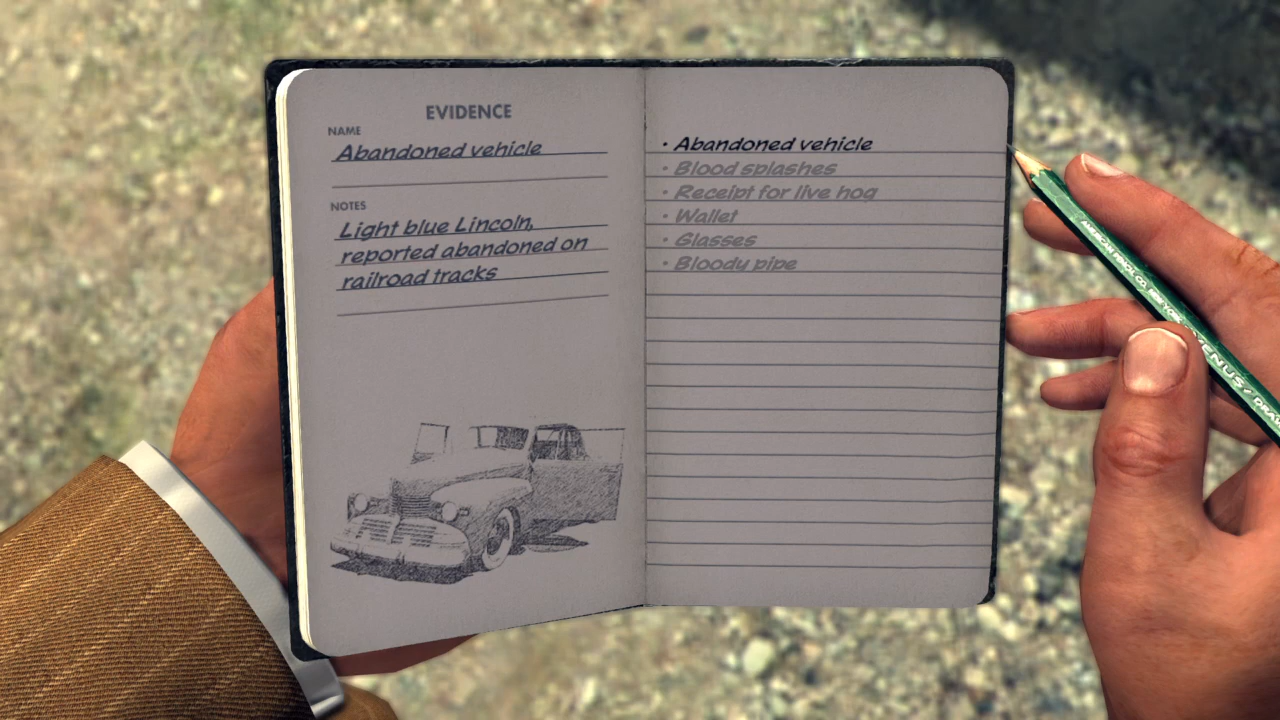 EVIDENCE
NAME
Abandoned vehicle
NOTES
Light blue Lincoln,
reported abandoned on
railroad tracks
• Abandoned vehicle
• Blood splashes
• Receipt for live hog
• Wallet
• Glasses
• Bloody pipe
AMERICAN PENCIL CO. NEW YORK VENUS